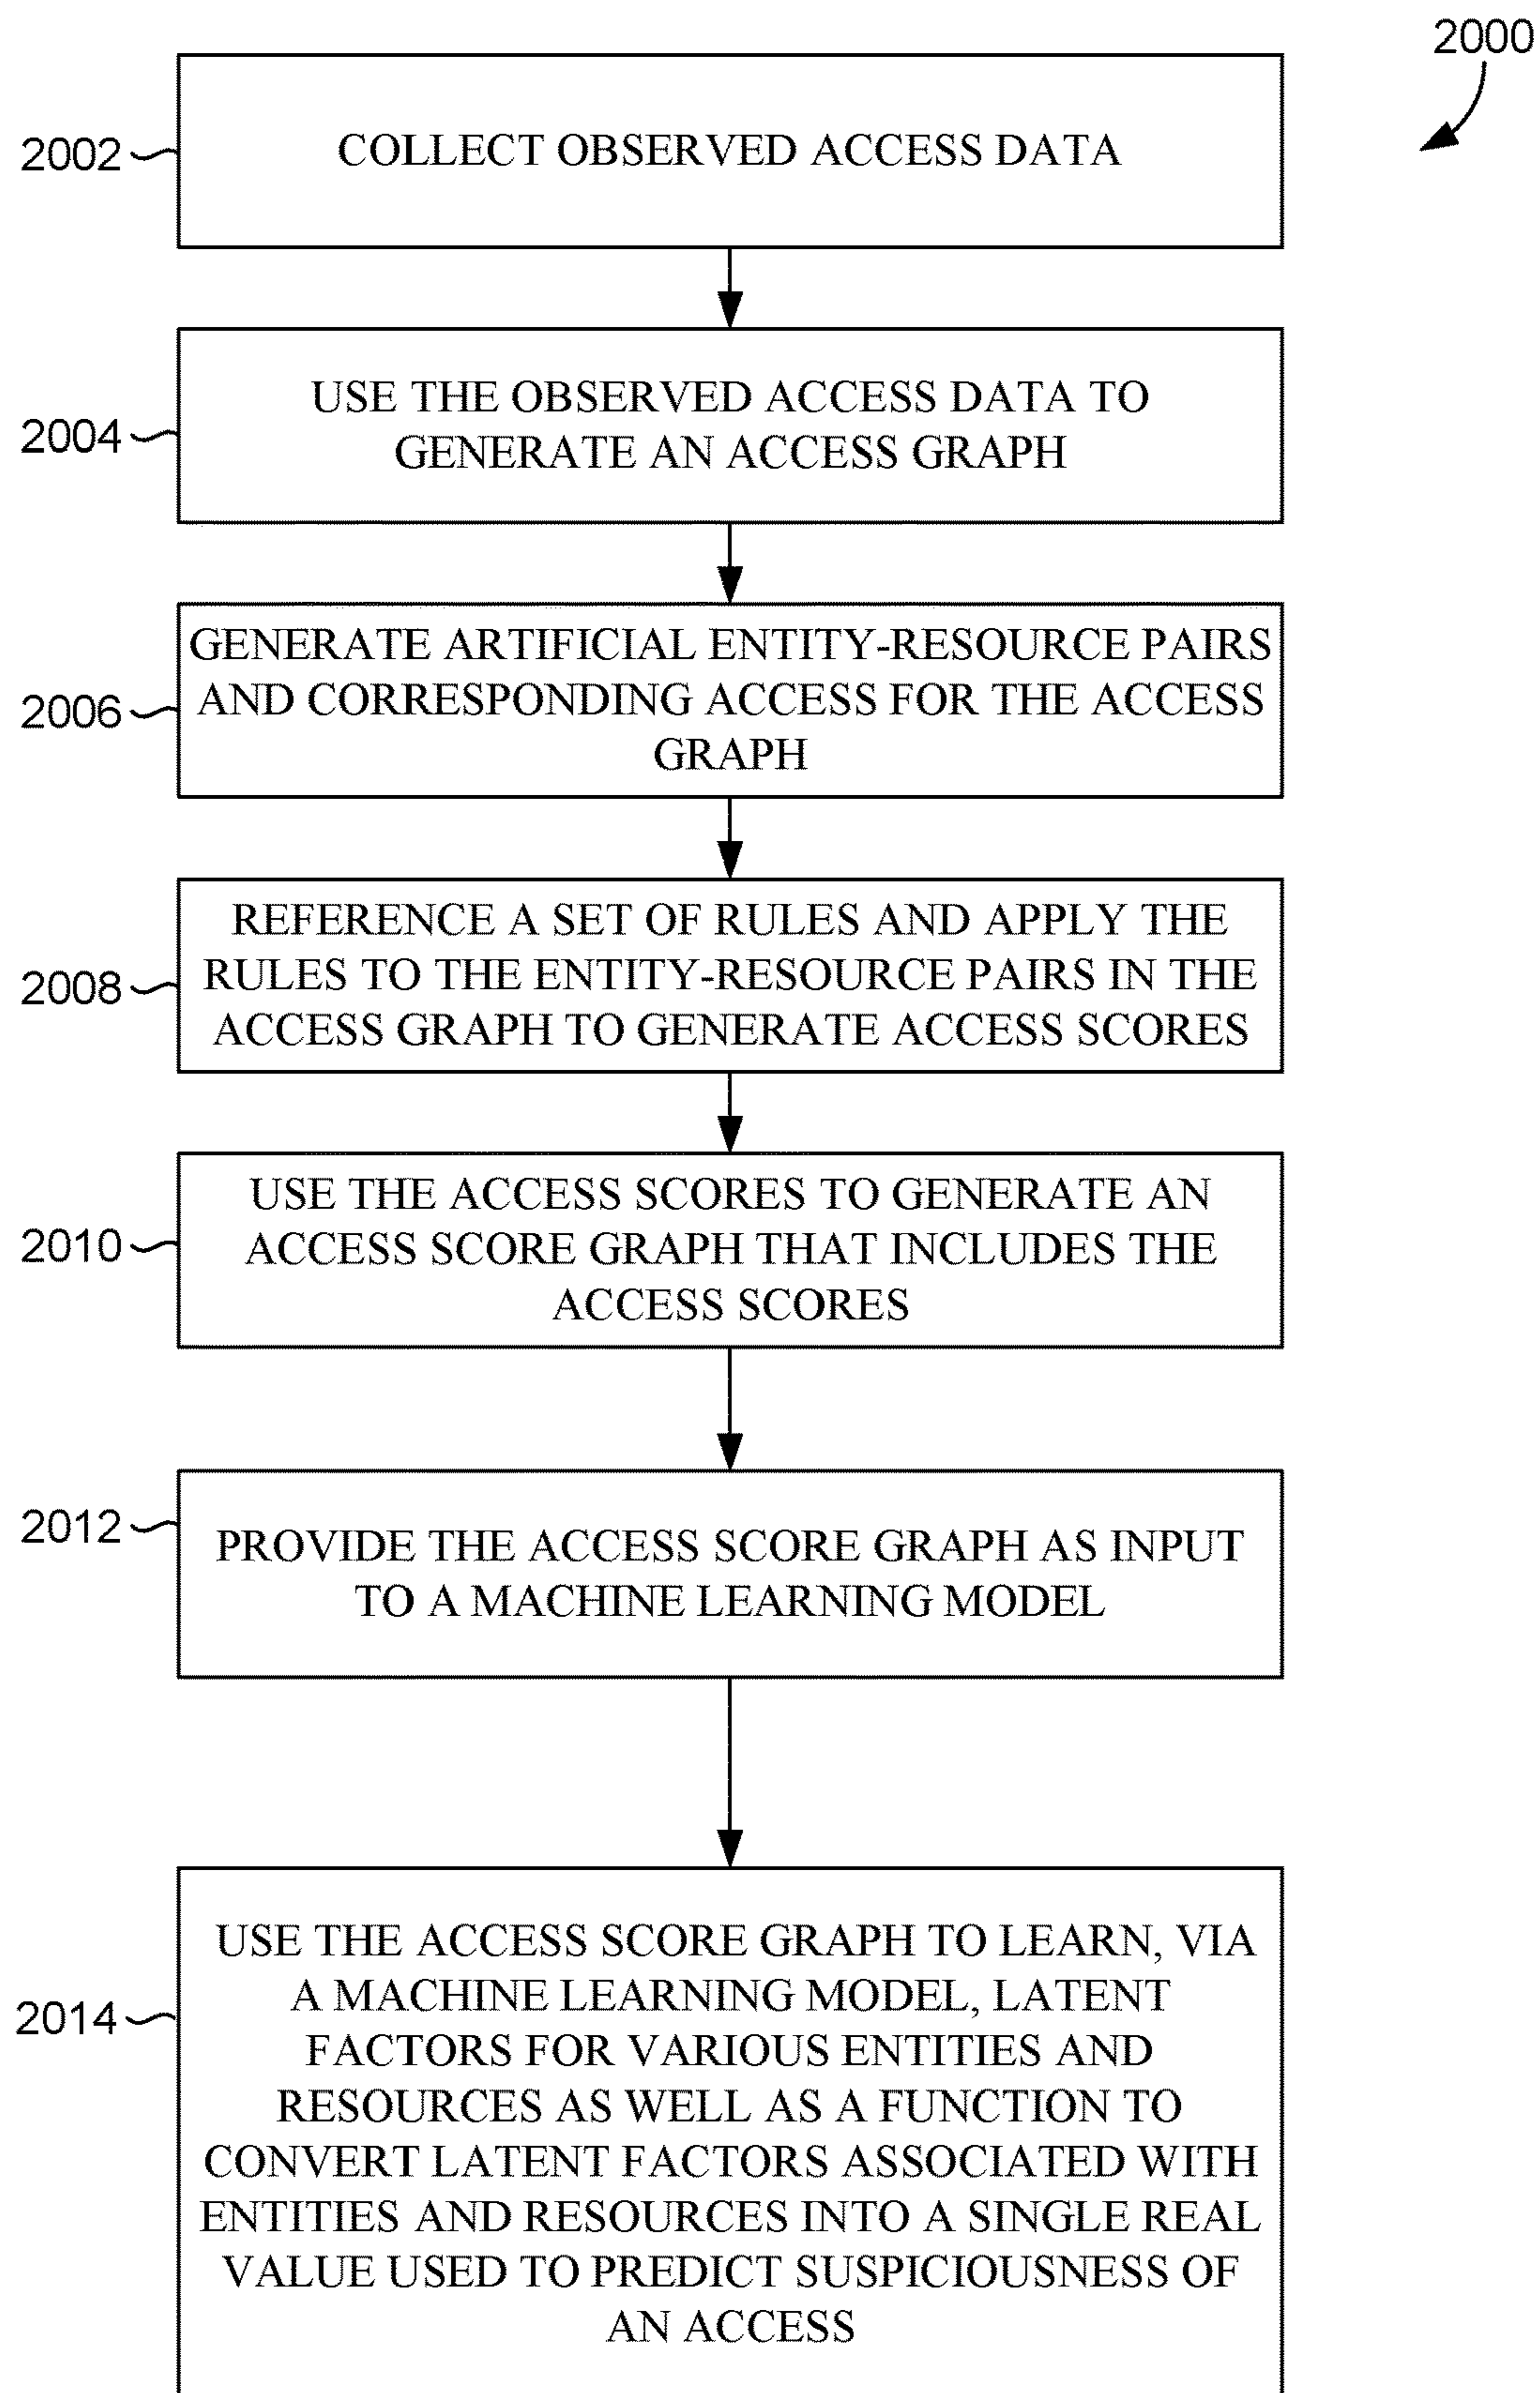 2000
2002
COLLECT OBSERVED ACCESS DATA
2004
USE THE OBSERVED ACCESS DATA TO
GENERATE AN ACCESS GRAPH
2006
GENERATE ARTIFICIAL ENTITY-RESOURCE PAIRS
AND CORRESPONDING ACCESS FOR THE ACCESS
GRAPH
2008
REFERENCE A SET OF RULES AND APPLY THE
RULES TO THE ENTITY-RESOURCE PAIRS IN THE
ACCESS GRAPH TO GENERATE ACCESS SCORES
2010
USE THE ACCESS SCORES TO GENERATE AN
ACCESS SCORE GRAPH THAT INCLUDES THE
ACCESS SCORES
2012
PROVIDE THE ACCESS SCORE GRAPH AS INPUT
TO A MACHINE LEARNING MODEL
2014
USE THE ACCESS SCORE GRAPH TO LEARN, VIA
A MACHINE LEARNING MODEL, LATENT
FACTORS FOR VARIOUS ENTITIES AND
RESOURCES AS WELL AS A FUNCTION TO
CONVERT LATENT FACTORS ASSOCIATED WITH
ENTITIES AND RESOURCES INTO A SINGLE REAL
VALUE USED TO PREDICT SUSPICIOUSNESS OF
AN ACCESS